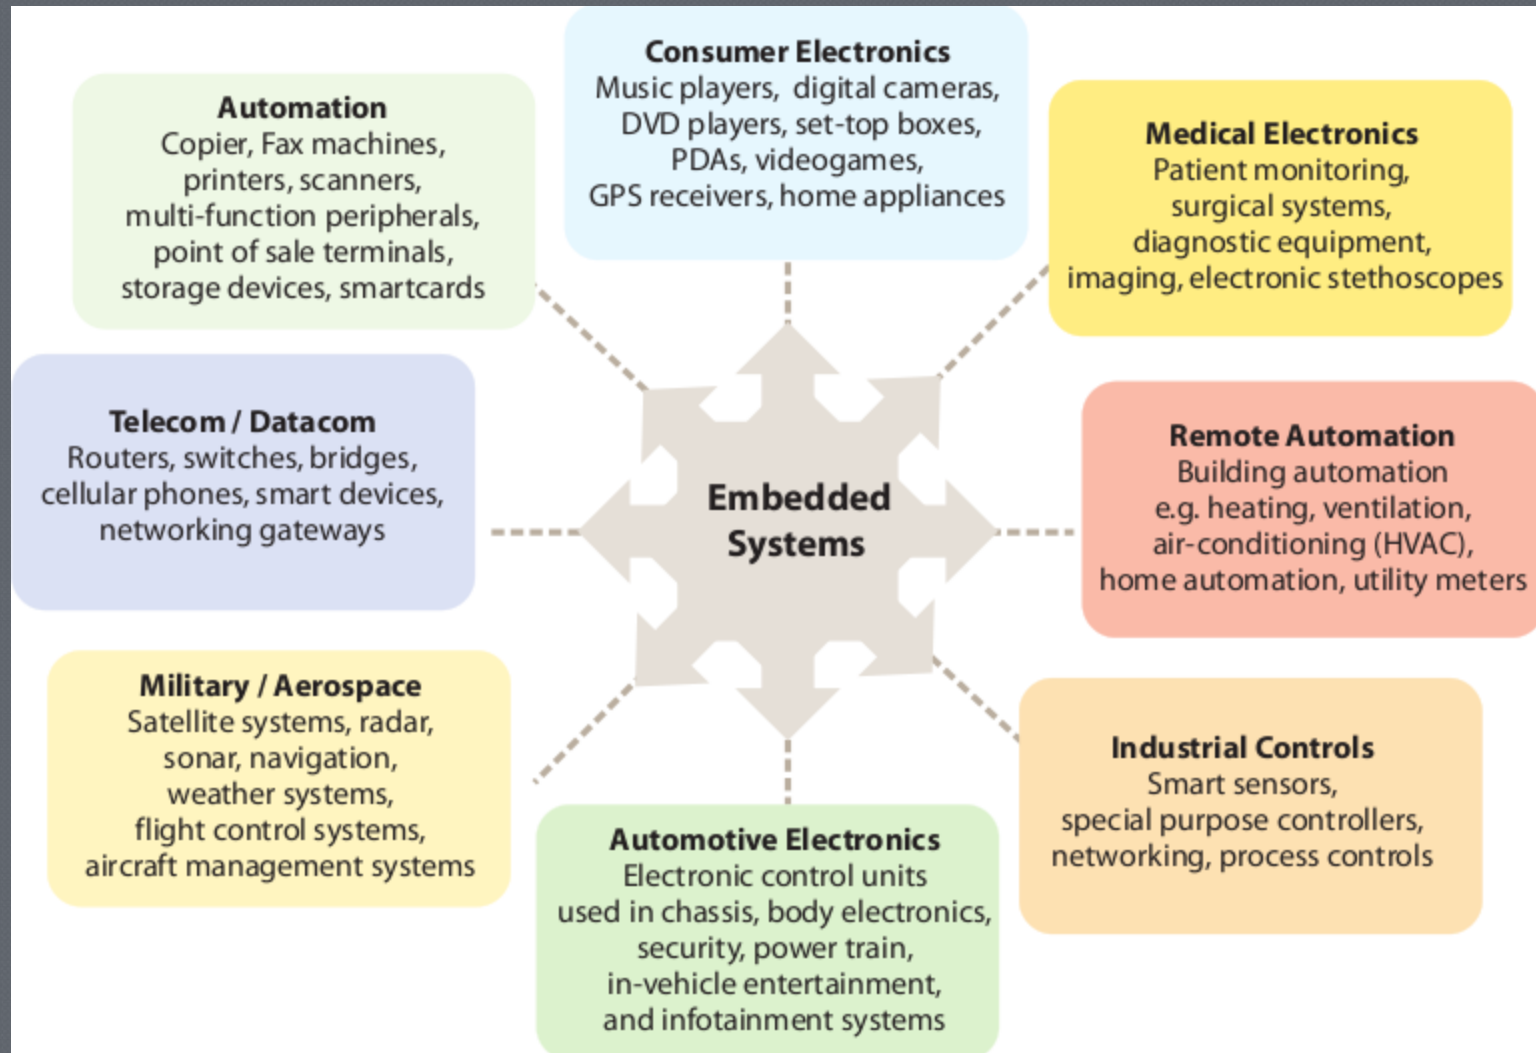 Consumer Electronics
Music players, digital cameras,
DVD players, set-top boxes,
PDAs, videogames,
GPS receivers, home appliances
Automation
Copier, Fax machines,
printers, scanners,
multi-function peripherals,
point of sale terminals,
storage devices, smartcards
Medical Electronics
Patient monitoring,
surgical systems,
diagnostic equipment,
imaging, electronic stethoscopes
Telecom / Datacom
Routers, switches, bridges,
cellular phones, smart devices,
networking gateways
Embedded
Systems
Remote Automation
Building automation
e.g. heating, ventilation,
air-conditioning (HVAC),
home automation, utility meters
Military / Aerospace
Satellite systems, radar,
sonar, navigation,
weather systems,
flight control systems,
aircraft management systems
Industrial Controls
Smart sensors,
special purpose controllers,
networking, process controls
Automotive Electronics
Electronic control units
used in chassis, body electronics,
security, power train,
in-vehicle entertainment,
and infotainment systems